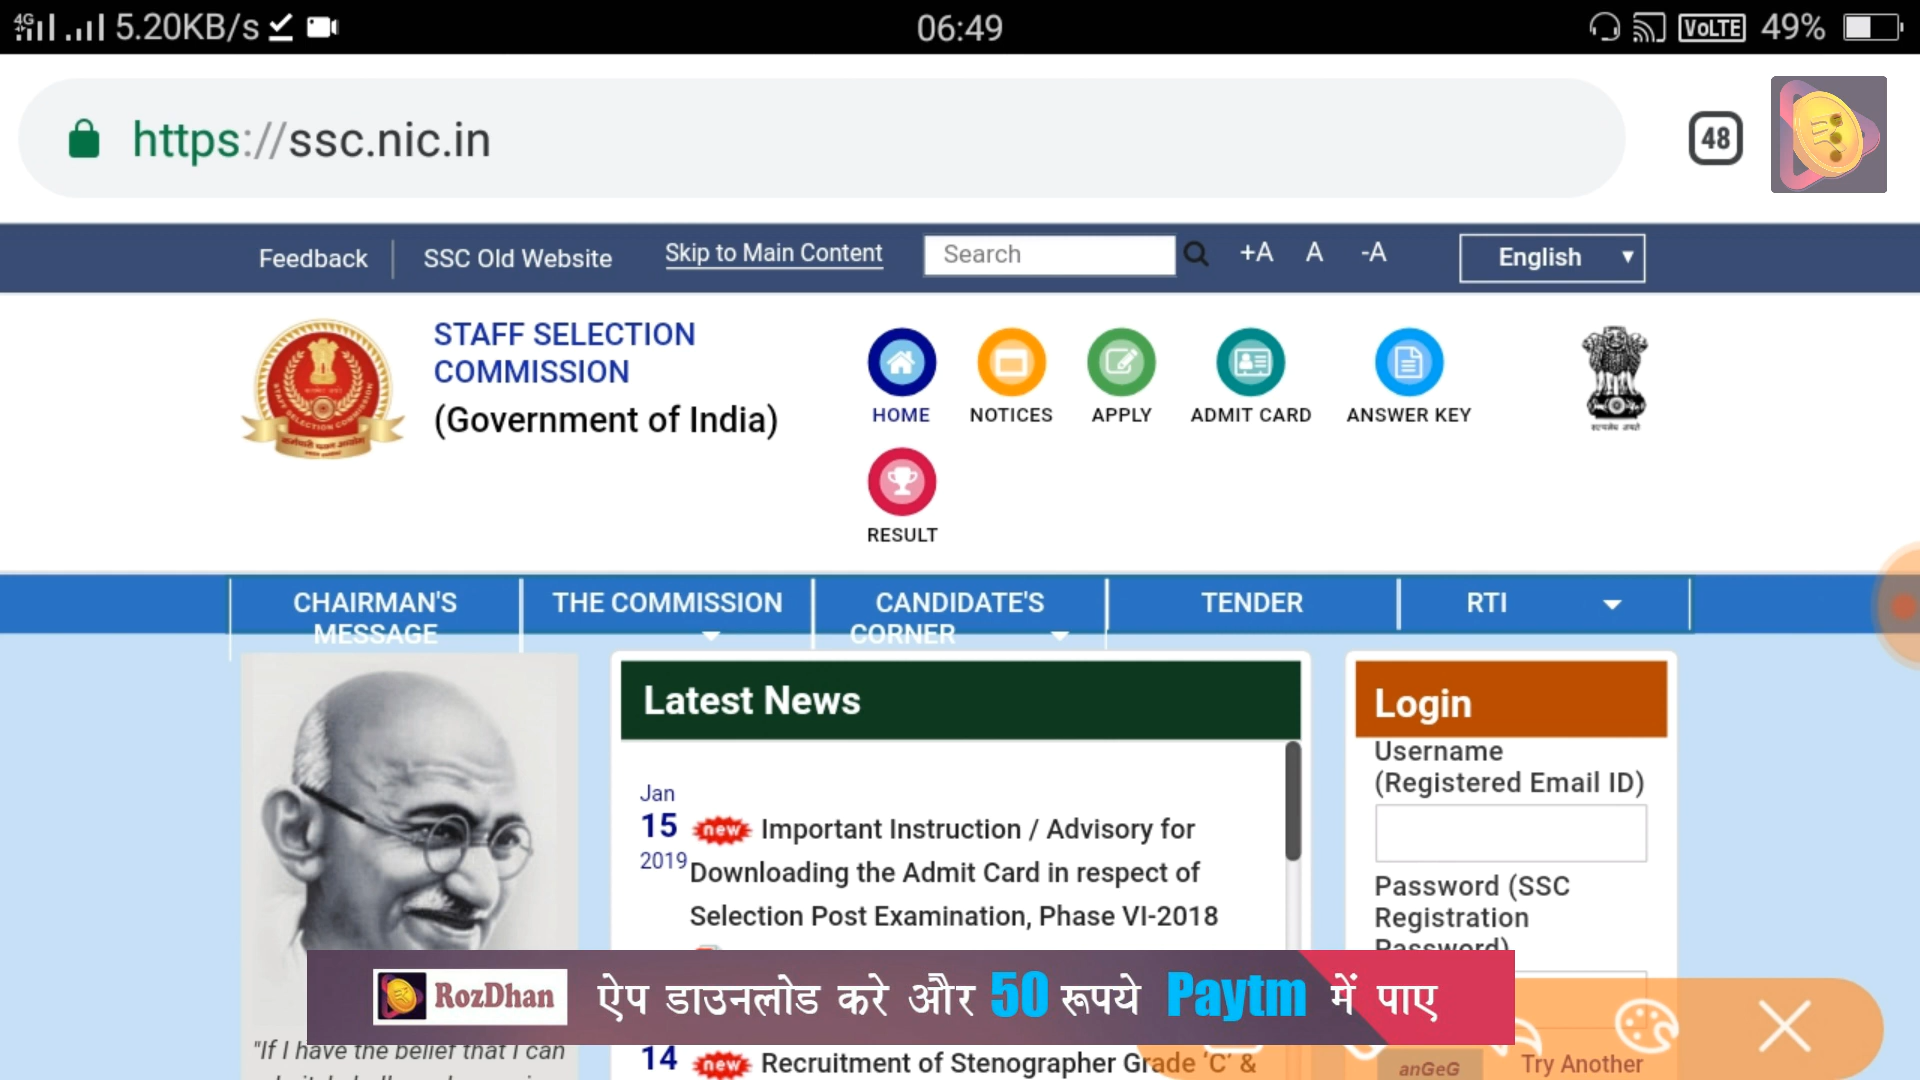 4G 5.20KB/s 06:49 VoLTE 49%
https://ssc.nic.in 48
Feedback SSC Old Website Skip to Main Content Search +A A -A English
STAFF SELECTION
COMMISSION
(Government of India)
HOME NOTICES APPLY ADMIT CARD ANSWER KEY
RESULT
CHAIRMAN'S
MESSAGE
THE COMMISSION
CANDIDATE'S
CORNER
TENDER
RTI
Latest News
Jan
15
2019
new Important Instruction / Advisory for
Downloading the Admit Card in respect of
Selection Post Examination, Phase VI-2018
14 new Recruitment of Stenographer Grade ‘C’ &
Login
Username
(Registered Email ID)
Password (SSC
Registration
Password)
anGeG Try Another
RozDhan ऐप डाउनलोड करे और 50 रूपये Paytm में पाए
"If I have the belief that I can